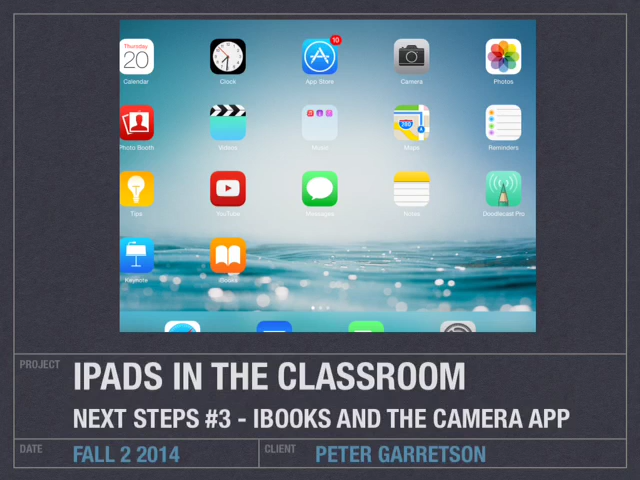 Thursday
20
10
Calendar
Clock
App Store
Camera
Photos
280
Photo Booth
Videos
Music
Maps
Reminders
Tips
YouTube
Messages
Notes
Doodlecast Pro
Keynote
iBooks
PROJECT
IPADS IN THE CLASSROOM
NEXT STEPS #3 - IBOOKS AND THE CAMERA APP
DATE
FALL 2 2014
CLIENT
PETER GARRETSON